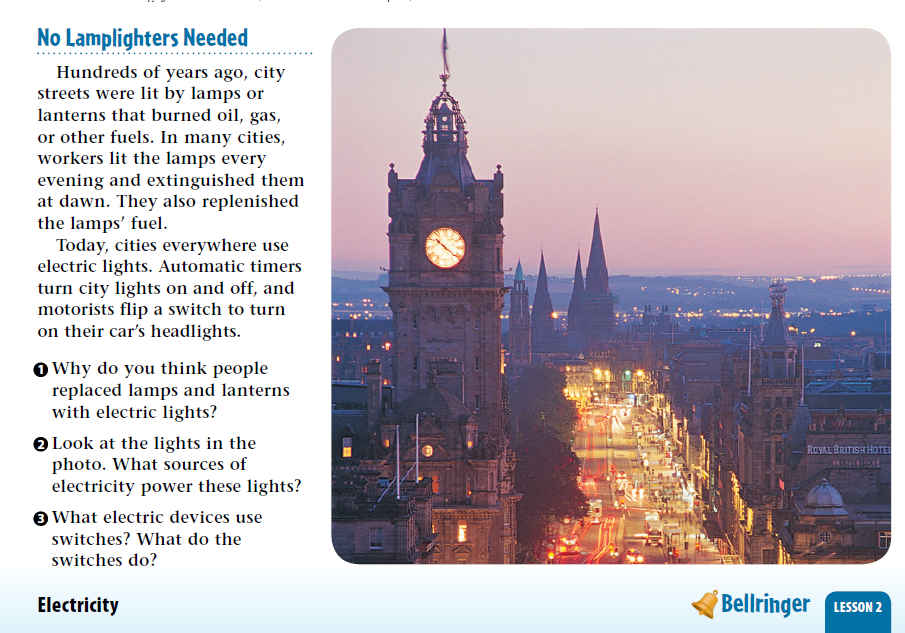 No Lamplighters Needed
Hundreds of years ago, city
streets were lit by lamps or
lanterns that burned oil, gas,
or other fuels. In many cities,
workers lit the lamps every
evening and extinguished them
at dawn. They also replenished
the lamps' fuel.
Today, cities everywhere use
electric lights. Automatic timers
turn city lights on and off, and
motorists flip a switch to turn
on their car's headlights.
1 Why do you think people
replaced lamps and lanterns
with electric lights?
2 Look at the lights in the
photo. What sources of
electricity power these lights?
3 What electric devices use
switches? What do the
switches do?
ROYAL BRITISH HOTEL
Electricity
Bellringer
LESSON 2